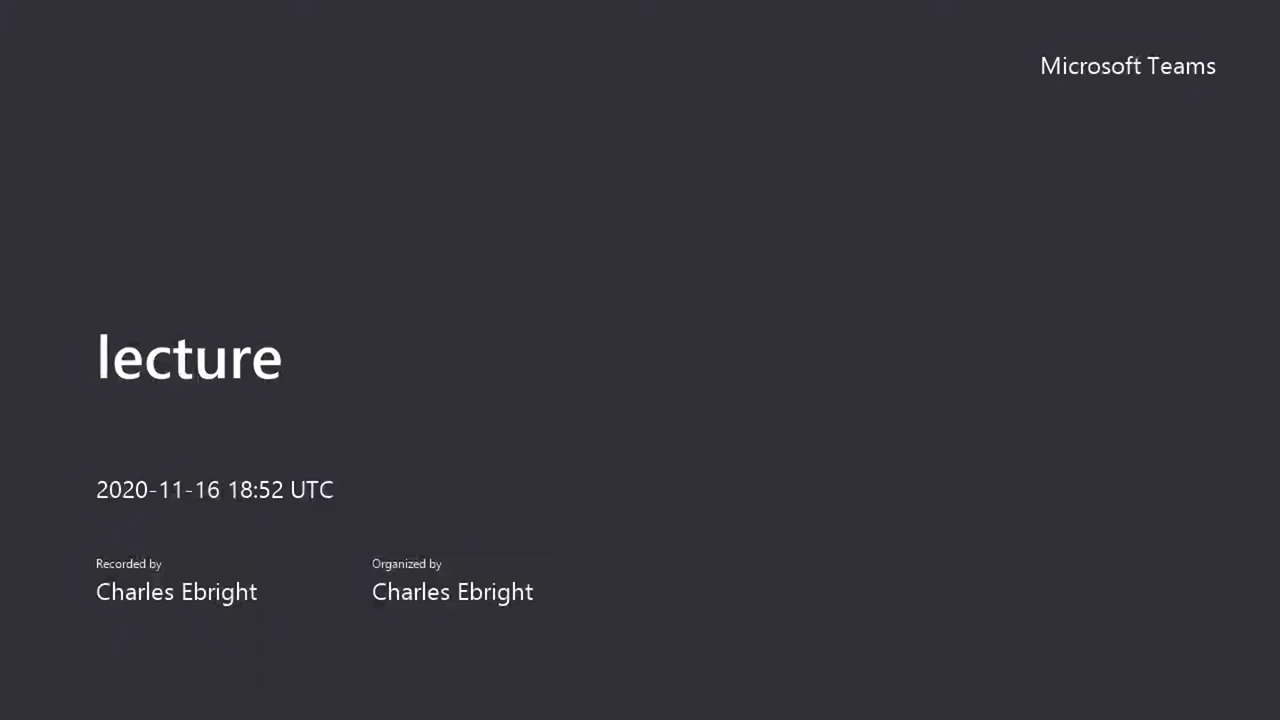 Microsoft Teams
lecture
2020-11-16 18:52 UTC
Recorded by
Charles Ebright
Organized by
Charles Ebright